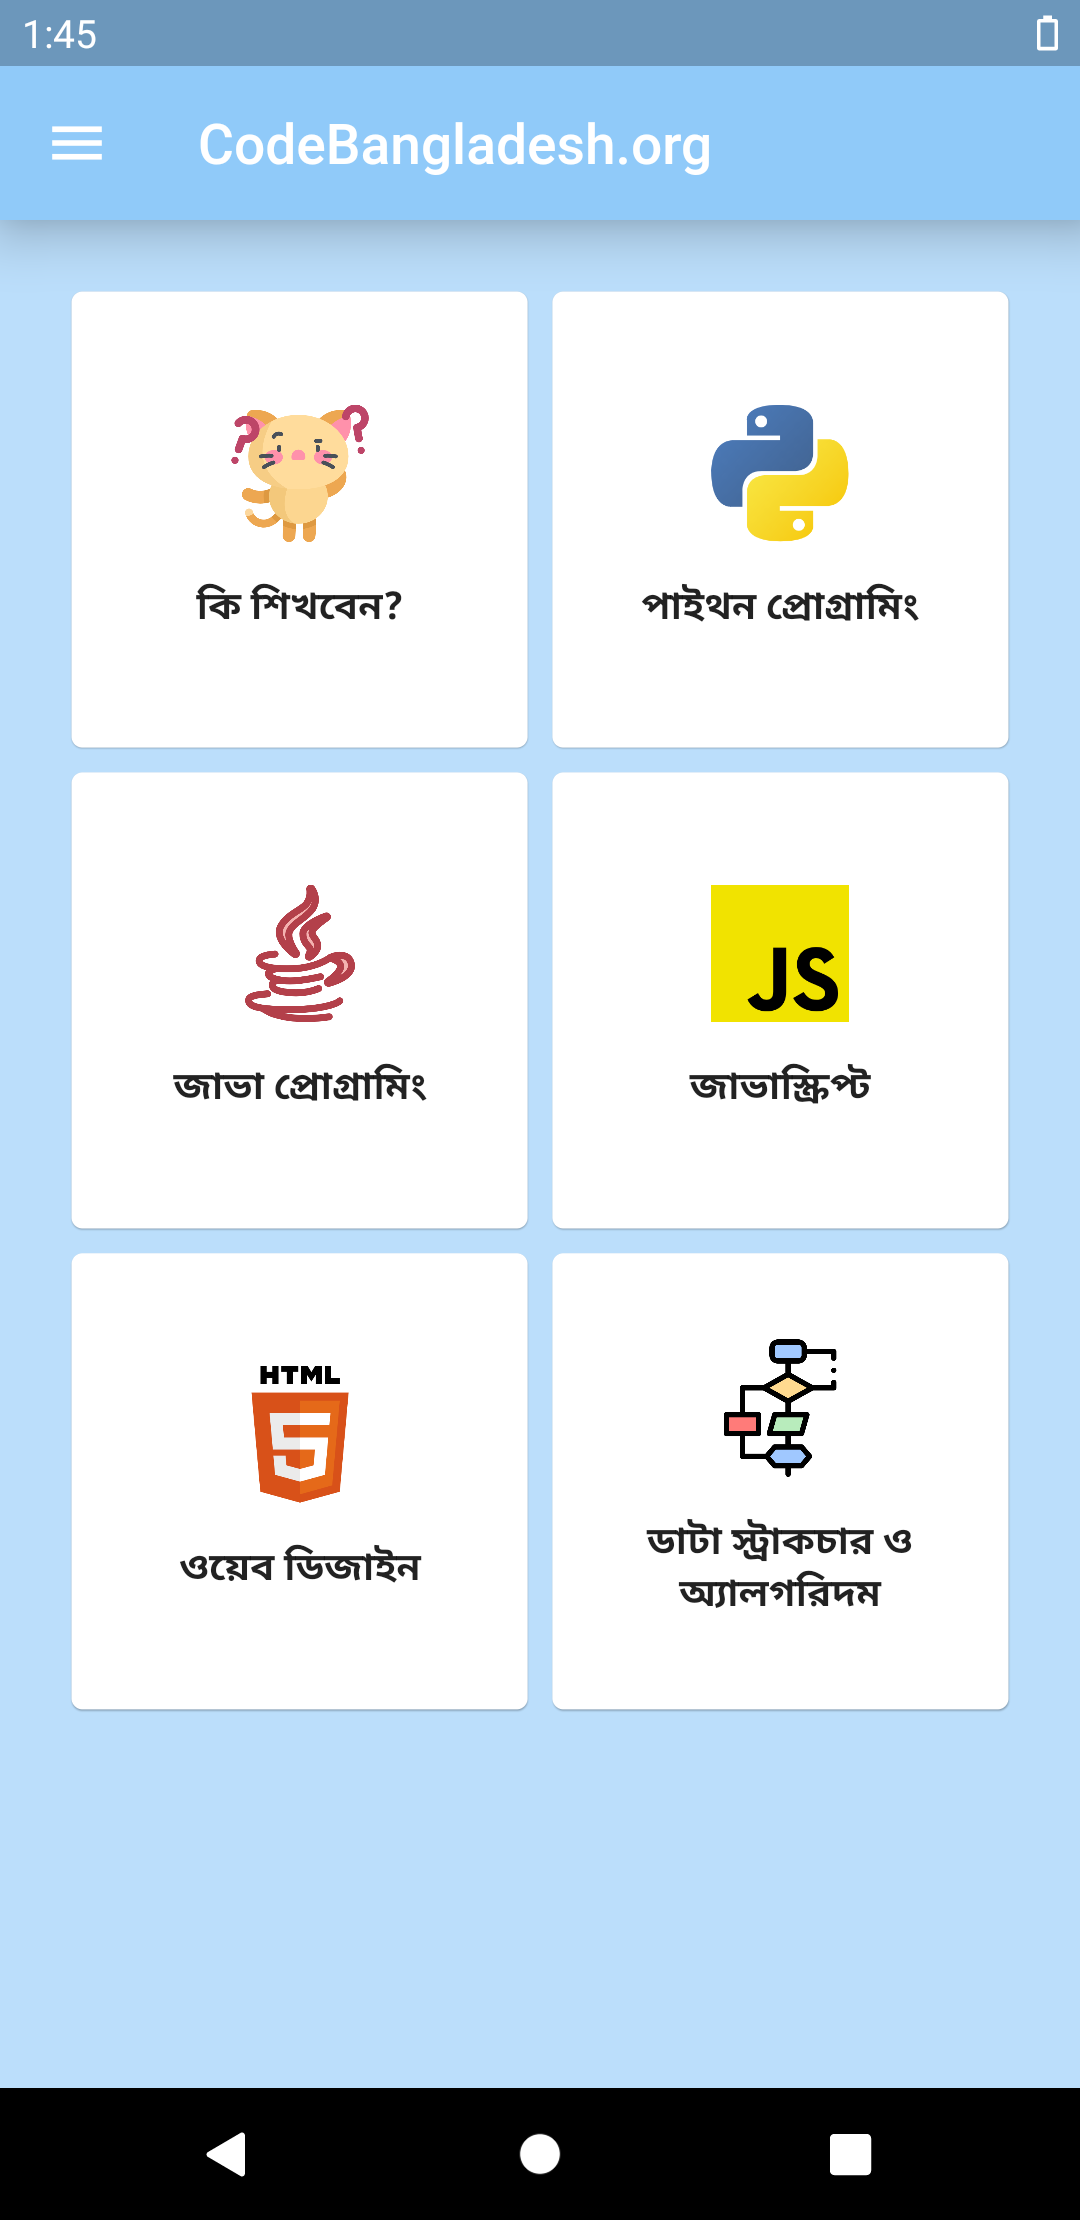 1:45
CodeBangladesh.org
কি শিখবেন?
পাইথন প্রোগ্রামিং
জাভা প্রোগ্রামিং
JS
জাভাস্ক্রিপ্ট
HTML
5
ওয়েব ডিজাইন
ডাটা স্ট্রাকচার ও
অ্যালগরিদম